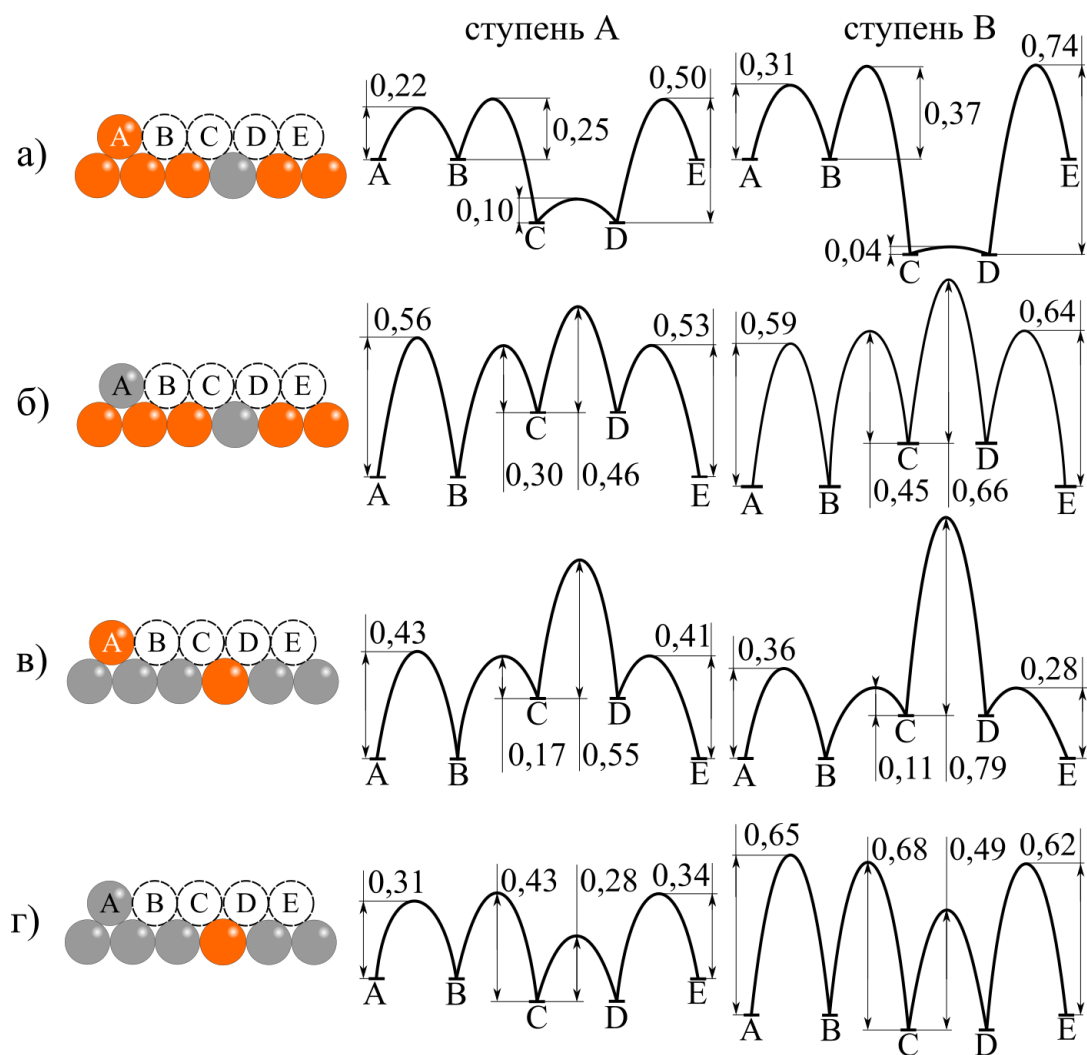 ступень A ступень B
а)
A B C D E
0,22 0,50
0,25
0,10
A B C D E
0,31 0,74
0,37
0,04
A B C D E
б)
A B C D E
0,56 0,53
0,30 0,46
A B C D E
0,59 0,64
0,45 0,66
A B C D E
в)
A B C D E
0,43 0,41
0,17 0,55
A B C D E
0,36 0,28
0,11 0,79
A B C D E
г)
A B C D E
0,31 0,43 0,28 0,34
A B C D E
0,65 0,68 0,49 0,62
A B C D E